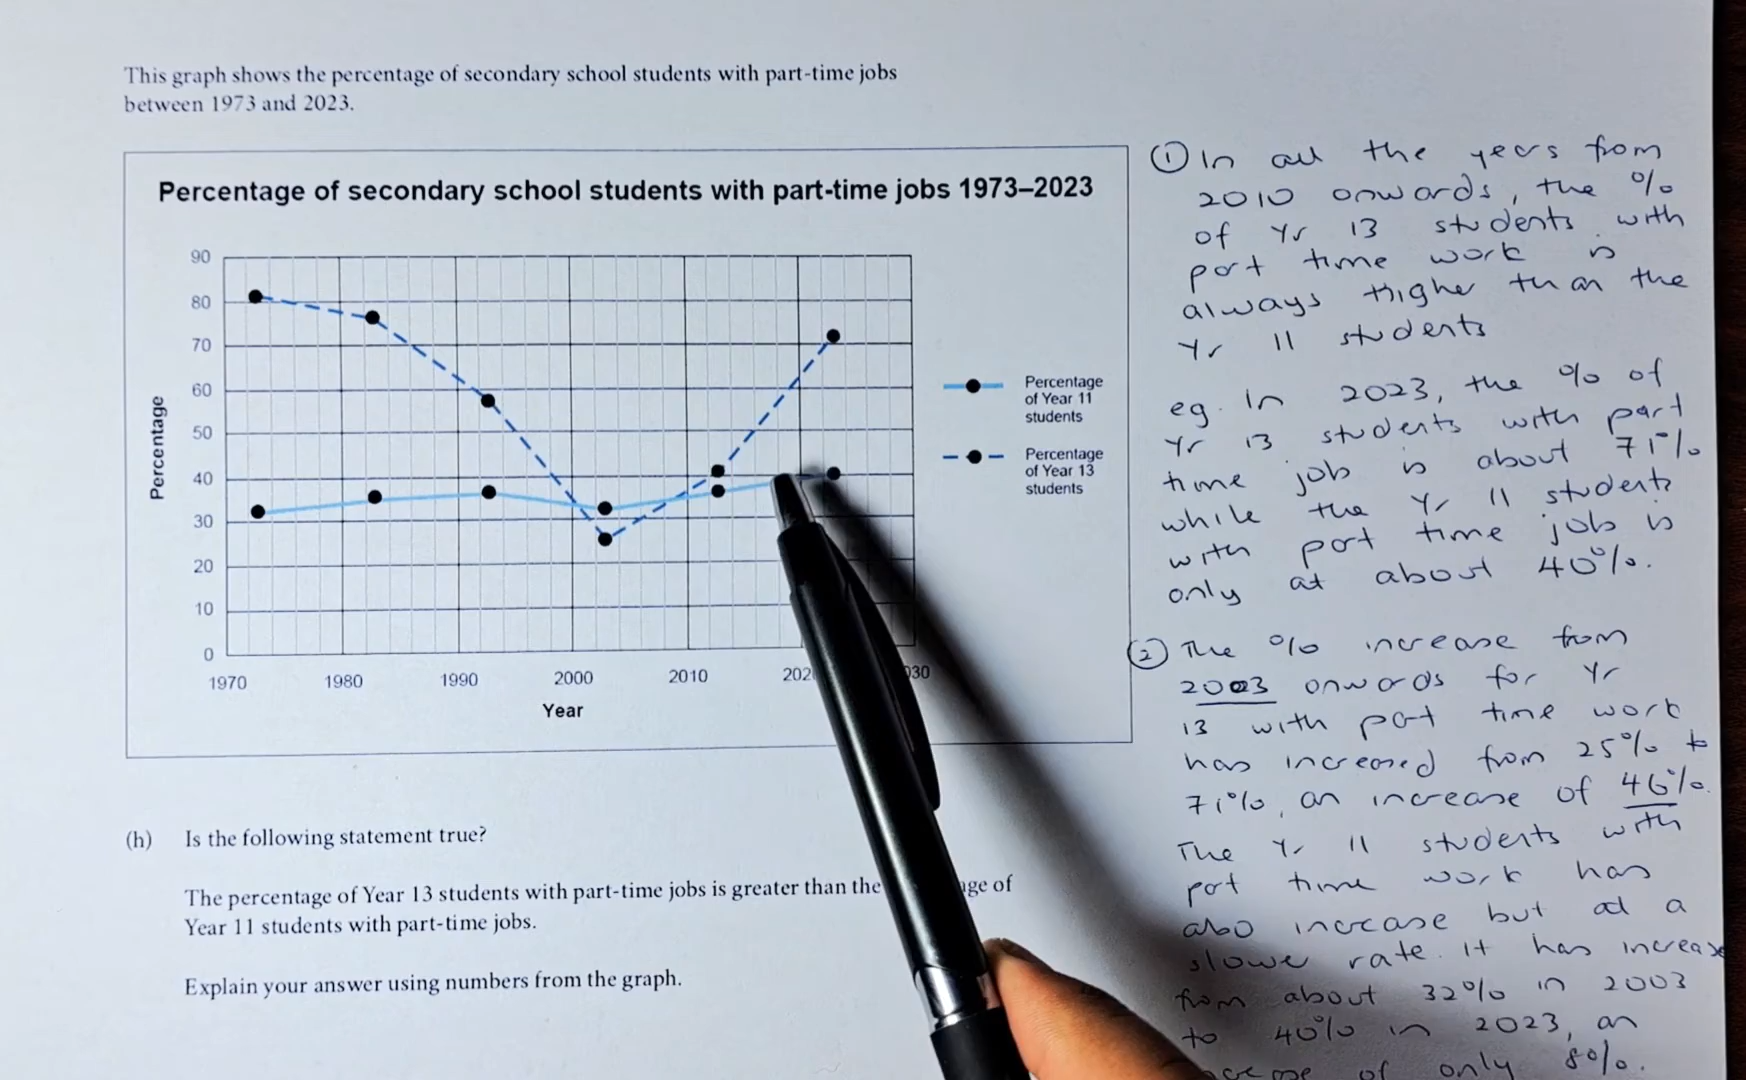 This graph shows the percentage of secondary school students with part-time jobs
between 1973 and 2023.
Percentage of secondary school students with part-time jobs 1973–2023
90
80
70
60
50
40
30
20
10
0
Percentage
1970
1980
1990
2000
2010
202
030
Year
Percentage
of Year 11
students
Percentage
of Year 13
students
(h) Is the following statement true?
The percentage of Year 13 students with part-time jobs is greater than the age of
Year 11 students with part-time jobs.
Explain your answer using numbers from the graph.
① In all the years from
2010 onwards, the %
of Yr 13 students with
part time work is
always higher than the
Yr 11 students
eg. In 2023, the % of
Yr 13 students with part
time job is about 71%
while the Yr 11 students
with part time job is
only at about 40%.
② The % increase from
2003 onwards for Yr
13 with part time work
has increased from 25% to
71%, an increase of 46%.
The Yr 11 students with
part time work has
also increase but at a
slower rate. It has increase
from about 32% in 2003
to 40% in 2023, an
of only 8%.